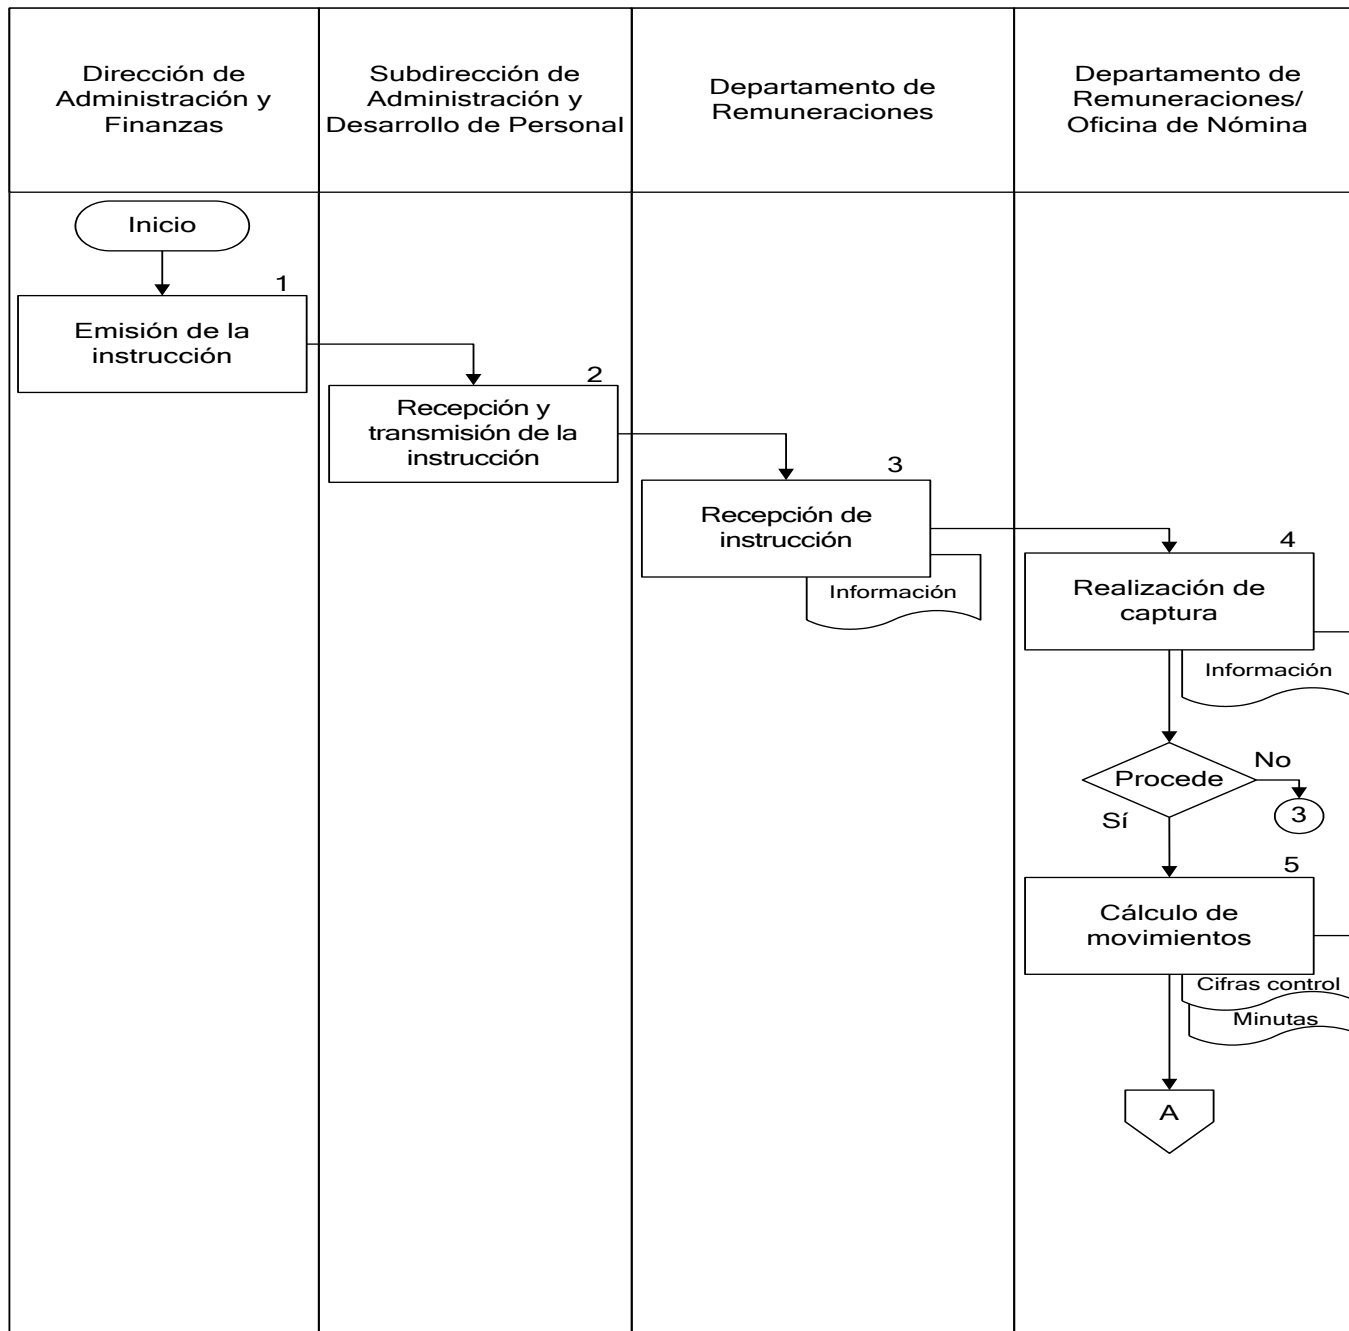 Dirección de
Administración y
Finanzas
Subdirección de
Administración y
Desarrollo de Personal
Departamento de
Remuneraciones
Departamento de
Remuneraciones/
Oficina de Nómina
Inicio
1
Emisión de la
instrucción
2
Recepción y
transmisión de la
instrucción
3
Recepción de
instrucción
Información
4
Realización de
captura
Información
Procede
No
3
Sí
5
Cálculo de
movimientos
Cifras control
Minutas
A